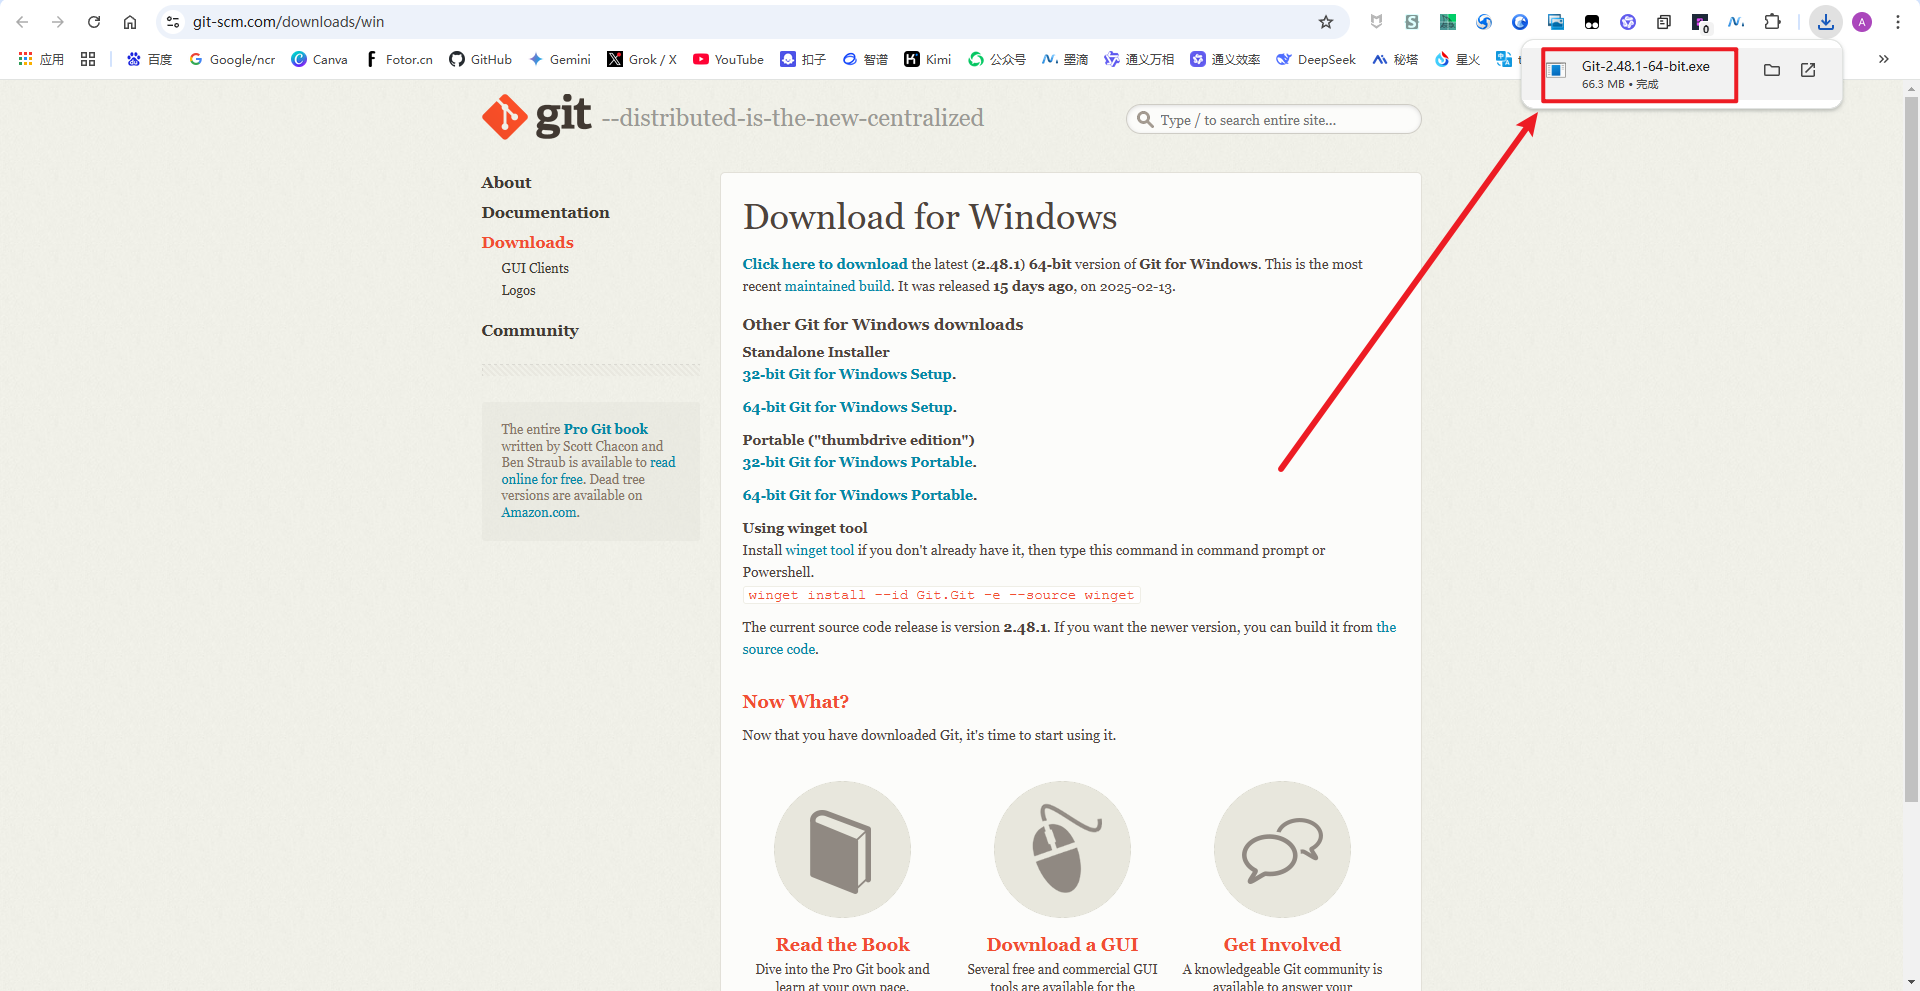 git-scm.com/downloads/win
应用
百度
Google/ncr
Canva
Fotor.cn
GitHub
Gemini
Grok / X
YouTube
扣子
智谱
Kimi
公众号
墨滴
通义万相
通义效率
DeepSeek
秘塔
星火
0
A
Git-2.48.1-64-bit.exe
66.3 MB • 完成
git --distributed-is-the-new-centralized
Type / to search entire site...
About
Documentation
Downloads
GUI Clients
Logos
Community
The entire Pro Git book
written by Scott Chacon and
Ben Straub is available to read
online for free. Dead tree
versions are available on
Amazon.com.
Download for Windows
Click here to download the latest (2.48.1) 64-bit version of Git for Windows. This is the most
recent maintained build. It was released 15 days ago, on 2025-02-13.
Other Git for Windows downloads
Standalone Installer
32-bit Git for Windows Setup.
64-bit Git for Windows Setup.
Portable ("thumbdrive edition")
32-bit Git for Windows Portable.
64-bit Git for Windows Portable.
Using winget tool
Install winget tool if you don't already have it, then type this command in command prompt or
Powershell.
winget install --id Git.Git -e --source winget
The current source code release is version 2.48.1. If you want the newer version, you can build it from the
source code.
Now What?
Now that you have downloaded Git, it's time to start using it.
Read the Book
Dive into the Pro Git book and
learn at your own pace.
Download a GUI
Several free and commercial GUI
tools are available for the
Get Involved
A knowledgeable Git community is
available to answer your